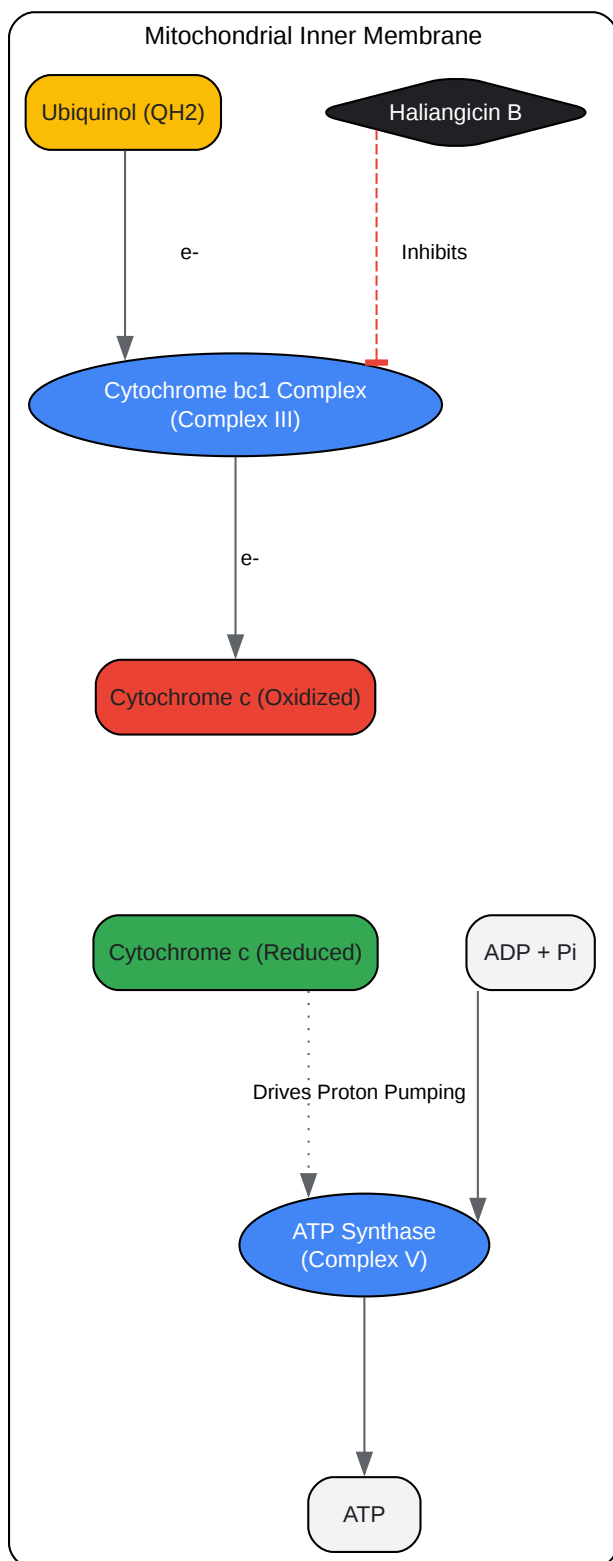 Mitochondrial Inner Membrane
Ubiquinol (QH2)
Haliangicin B
e-
Inhibits
Cytochrome bc1 Complex
(Complex III)
e-
Cytochrome c (Oxidized)
Cytochrome c (Reduced)
ADP + Pi
Drives Proton Pumping
ATP Synthase
(Complex V)
ATP